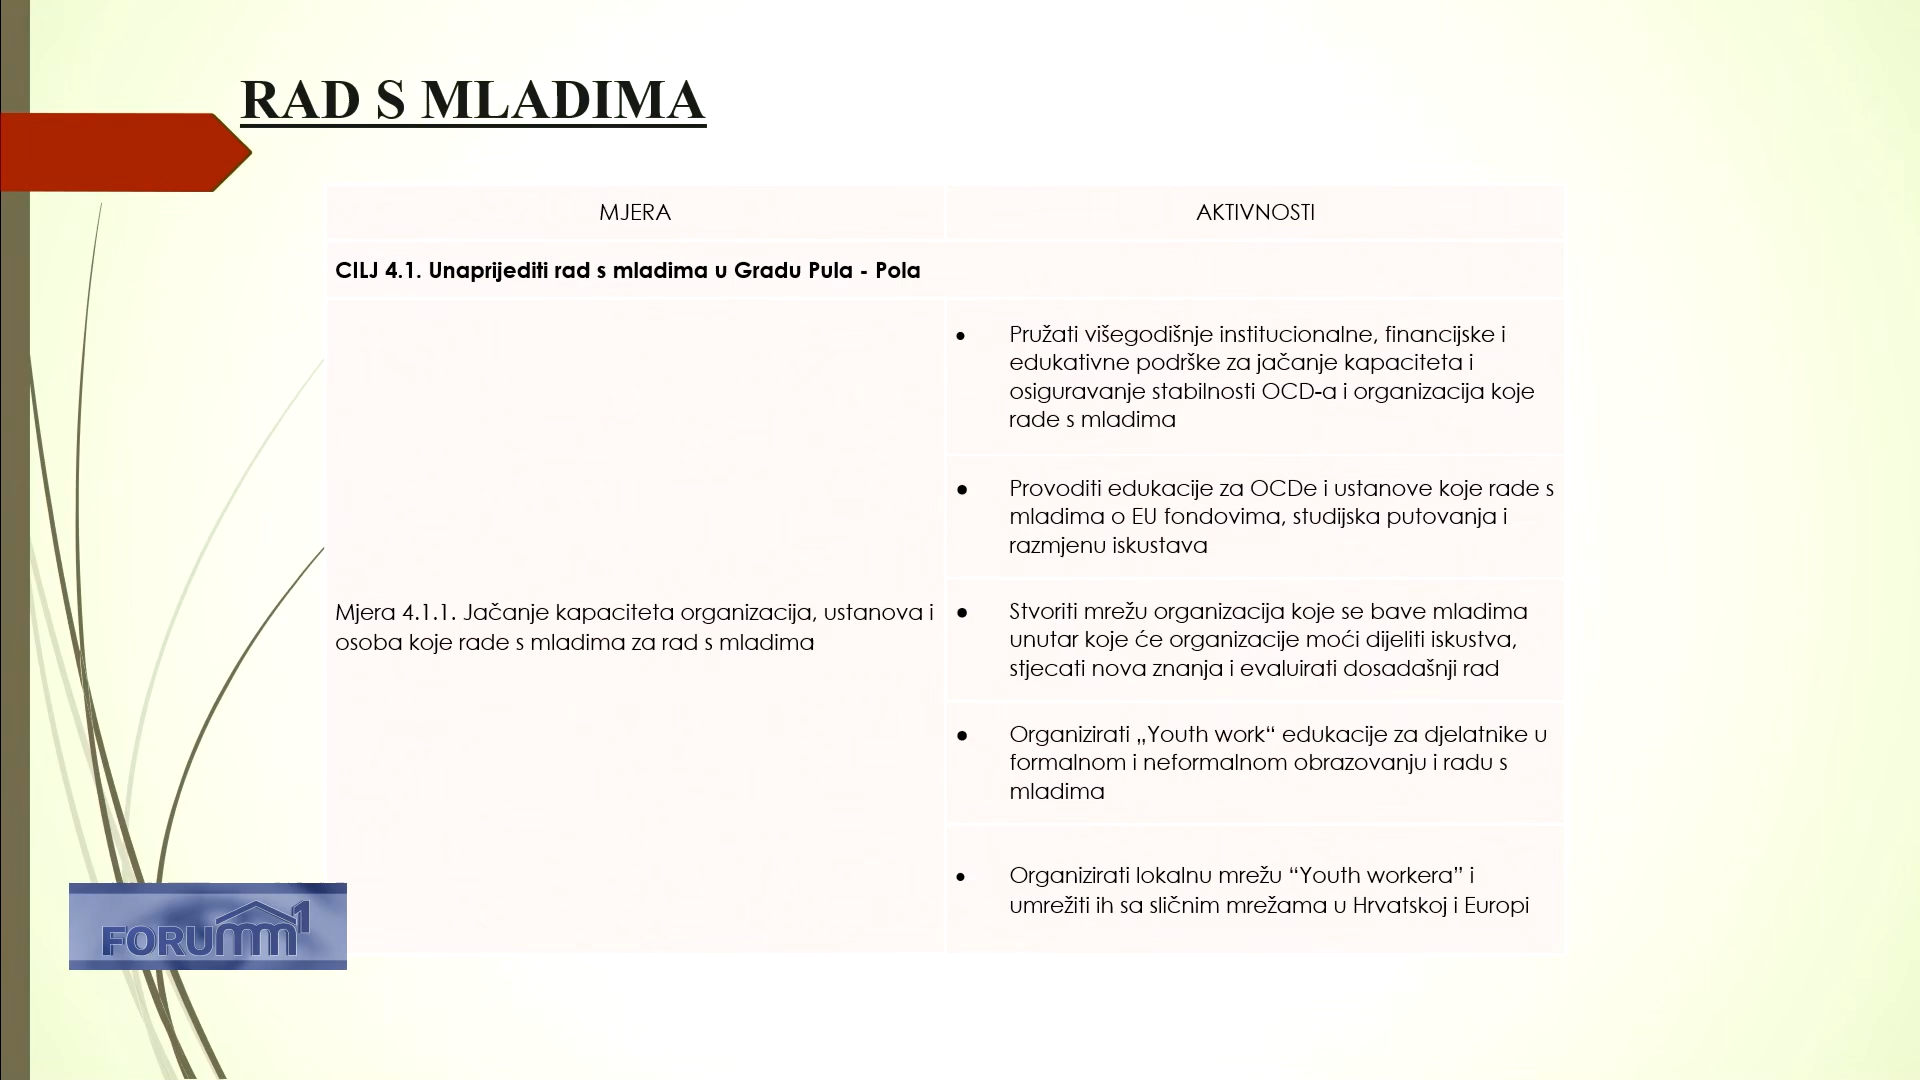 RAD S MLADIMA
MJERA
AKTIVNOSTI
CILJ 4.1. Unaprijediti rad s mladima u Gradu Pula - Pola
Mjera 4.1.1. Jačanje kapaciteta organizacija, ustanova i
osoba koje rade s mladima za rad s mladima
● Pružati višegodišnje institucionalne, financijske i
edukativne podrške za jačanje kapaciteta i
osiguravanje stabilnosti OCD-a i organizacija koje
rade s mladima
● Provoditi edukacije za OCDe i ustanove koje rade s
mladima o EU fondovima, studijska putovanja i
razmjenu iskustava
● Stvoriti mrežu organizacija koje se bave mladima
unutar koje će organizacije moći dijeliti iskustva,
stjecati nova znanja i evaluirati dosadašnji rad
● Organizirati „Youth work“ edukacije za djelatnike u
formalnom i neformalnom obrazovanju i radu s
mladima
● Organizirati lokalnu mrežu “Youth workera” i
umrežiti ih sa sličnim mrežama u Hrvatskoj i Europi
FORUMM1